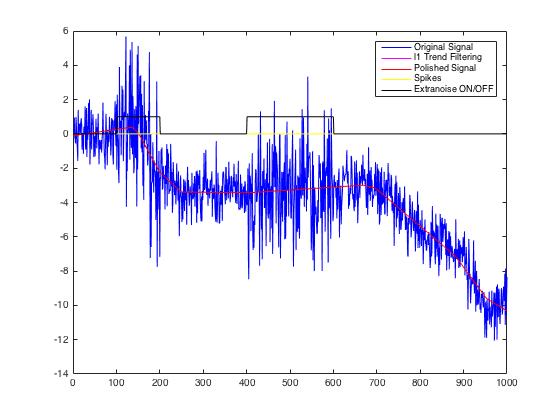 6
4
2
0
-2
-4
-6
-8
-10
-12
-14
0 100 200 300 400 500 600 700 800 900 1000
Original Signal
l1 Trend Filtering
Polished Signal
Spikes
Extranoise ON/OFF